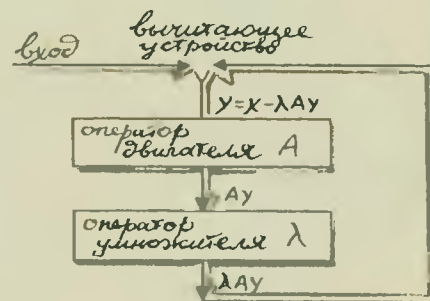 вычитающее
устройство
вход
y=x-λAy
оператор
двигателя A
Ay
оператор
умножителя λ
λAy